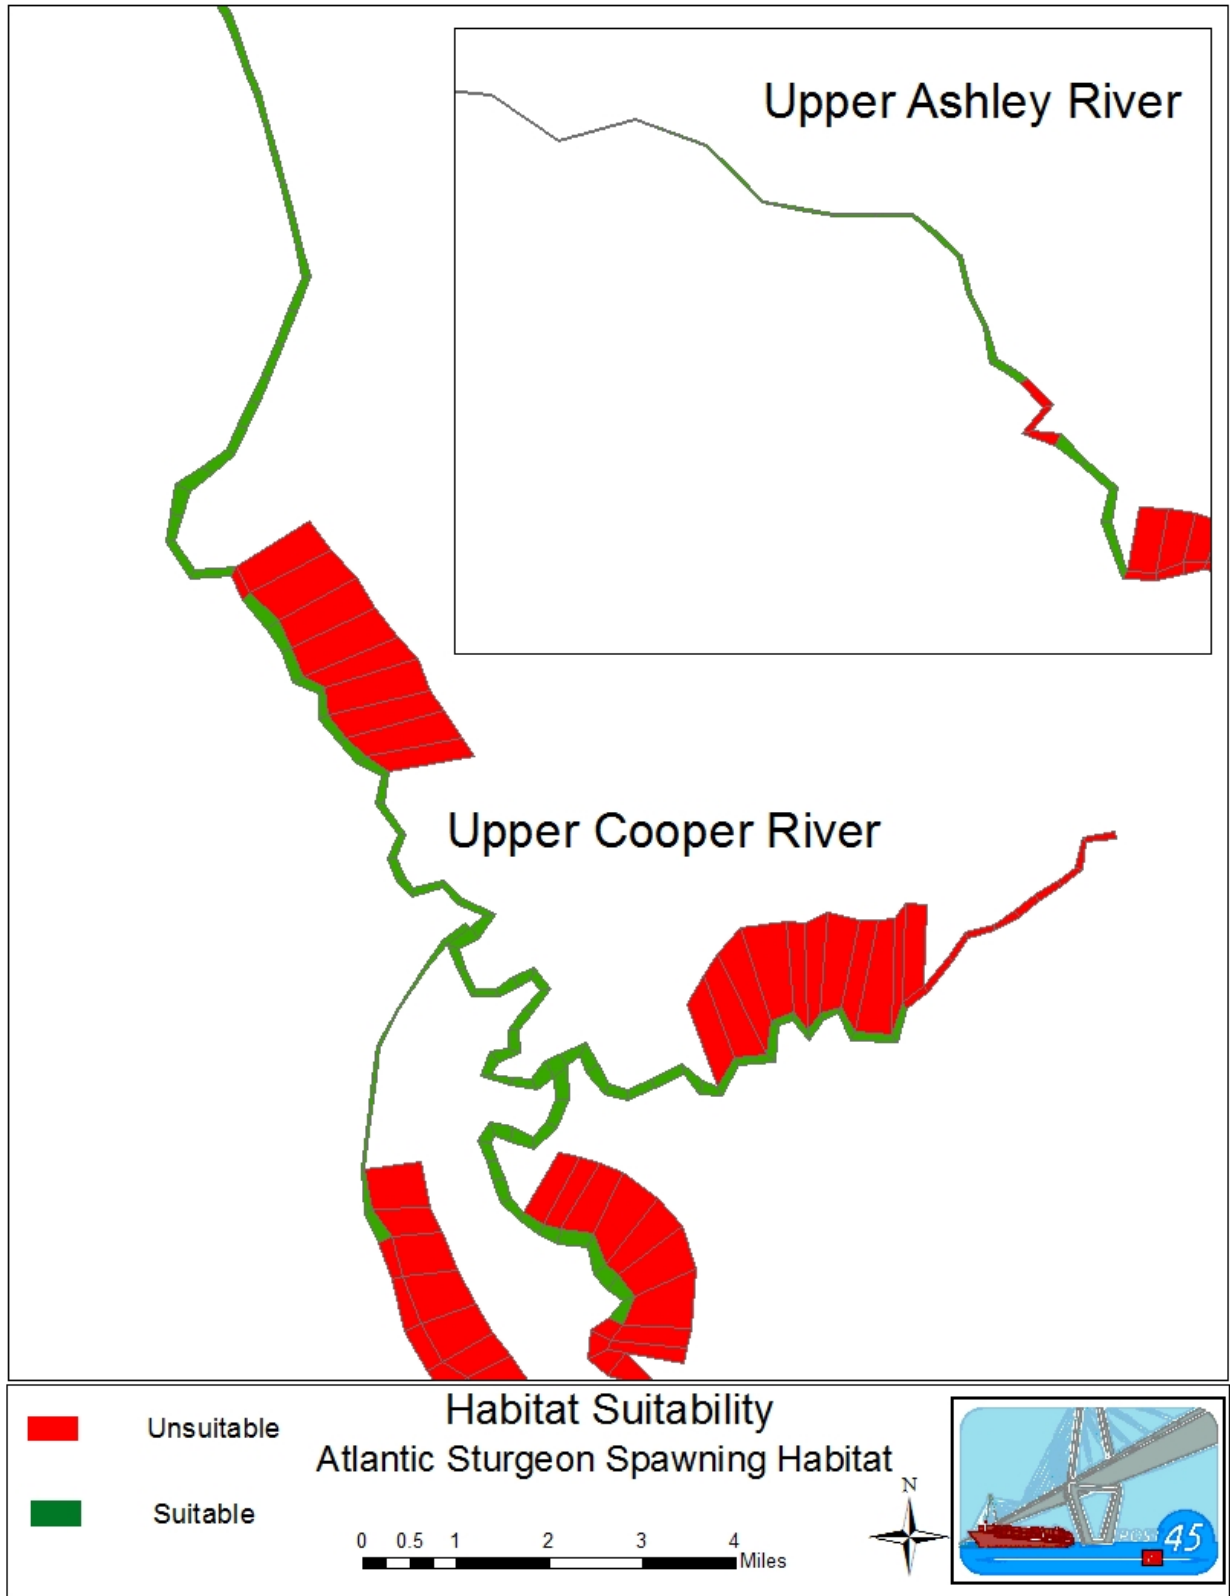 Upper Ashley River
Upper Cooper River
Unsuitable
Suitable
Habitat Suitability
Atlantic Sturgeon Spawning Habitat
0 0.5 1 2 3 4
Miles
N
POST 45